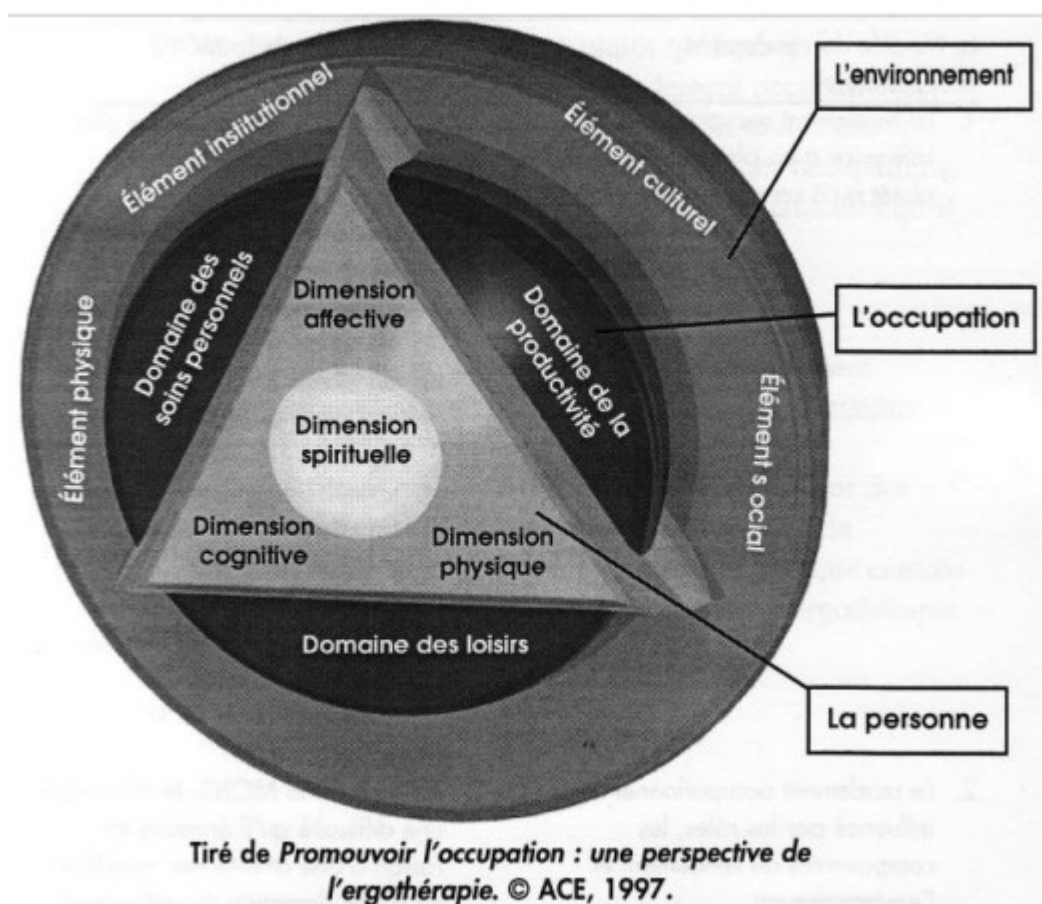 L'environnement
Élément institutionnel
Élément culturel
L'occupation
Élément physique
Domaine des
soins personnels
Dimension
affective
Domaine de la
productivité
Dimension
spirituelle
Élément s ocial
Dimension
cognitive
Dimension
physique
Domaine des loisirs
La personne
Tiré de Promouvoir l'occupation : une perspective de
l'ergothérapie. © ACE, 1997.